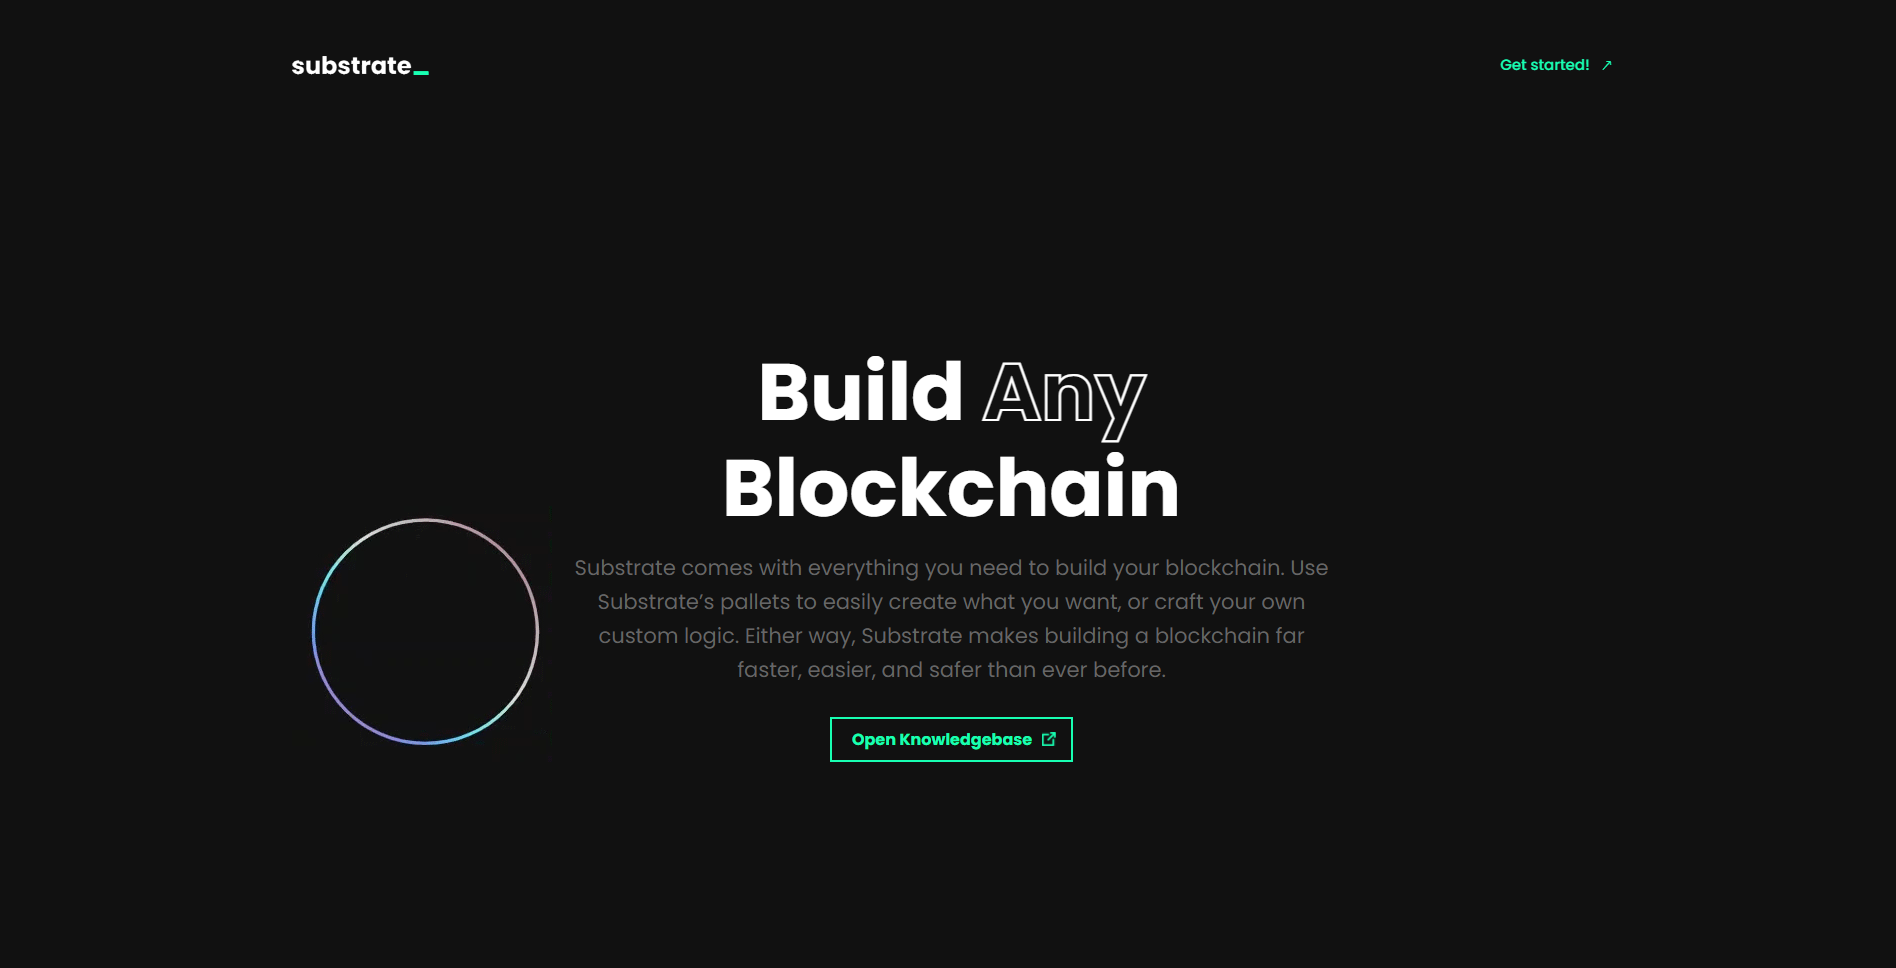 substrate_
Get started! ↗
Build Any
Blockchain
Substrate comes with everything you need to build your blockchain. Use
Substrate’s pallets to easily create what you want, or craft your own
custom logic. Either way, Substrate makes building a blockchain far
faster, easier, and safer than ever before.
Open Knowledgebase